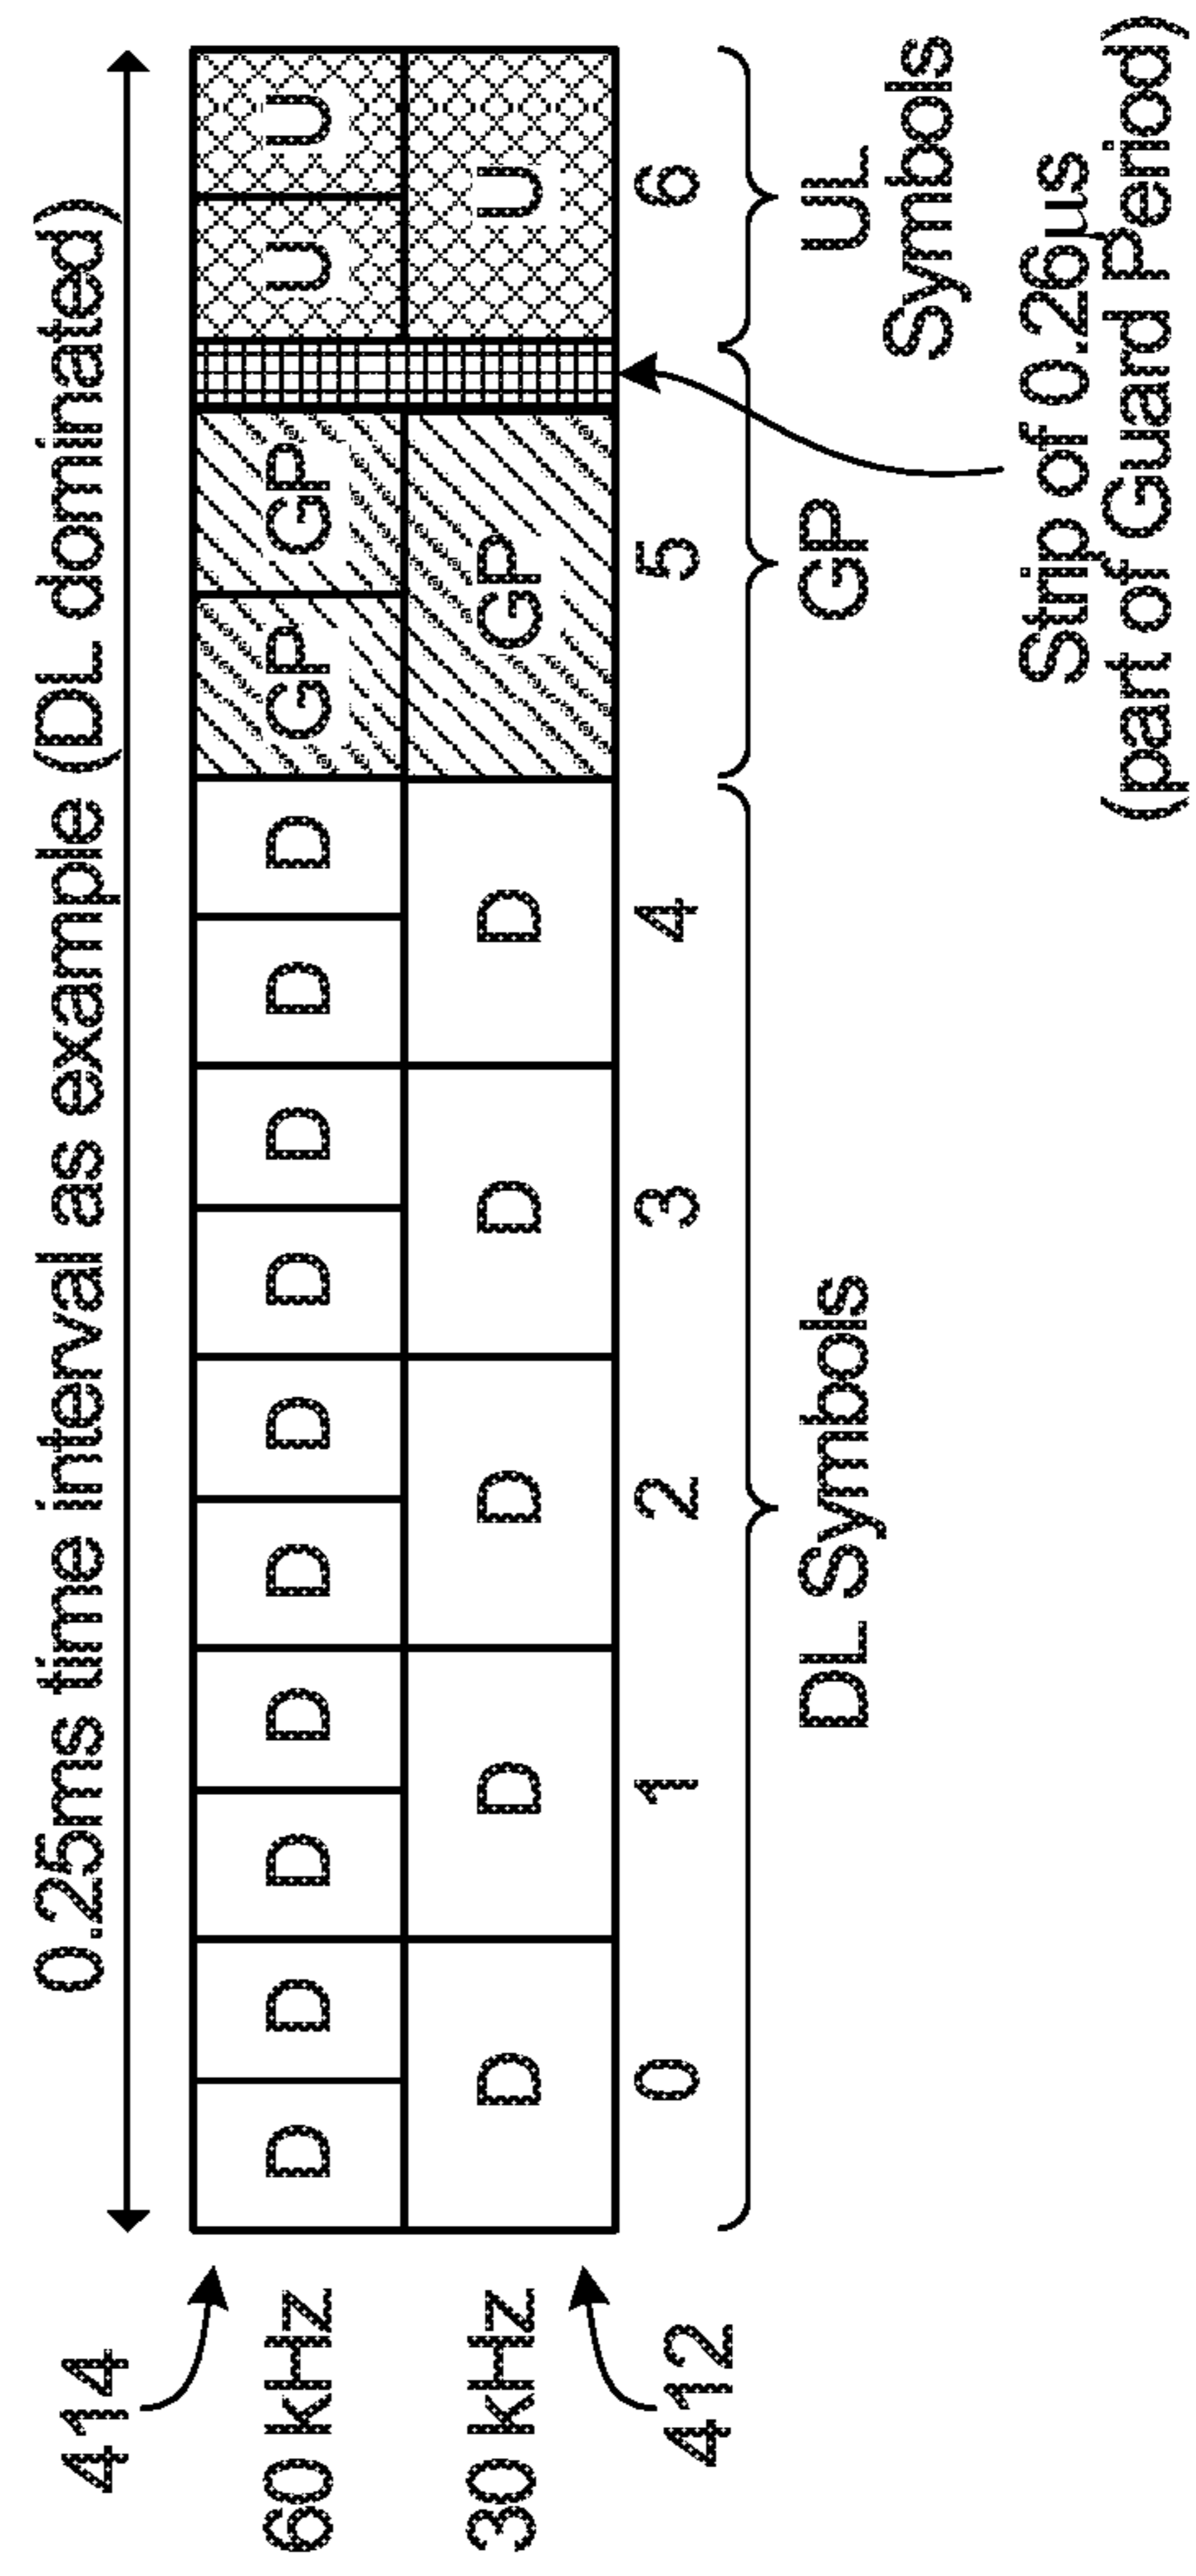 0.25ms time interval as example (DL dominated)
414
60 kHz
D D D D D D D D D D GP GP U U
30 kHz
D D D D D GP U
412
0 1 2 3 4 5 6
DL Symbols
GP
UL
Symbols
Strip of 0.26µs
(part of Guard Period)